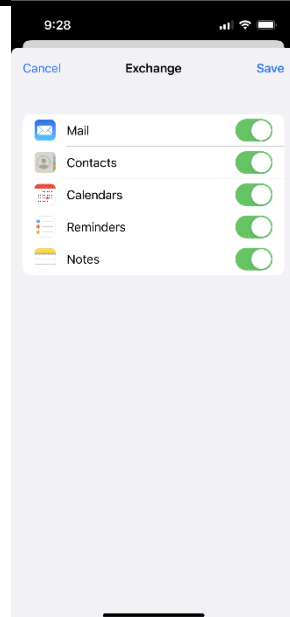 9:28
Cancel Exchange Save
Mail
Contacts
Calendars
Reminders
Notes